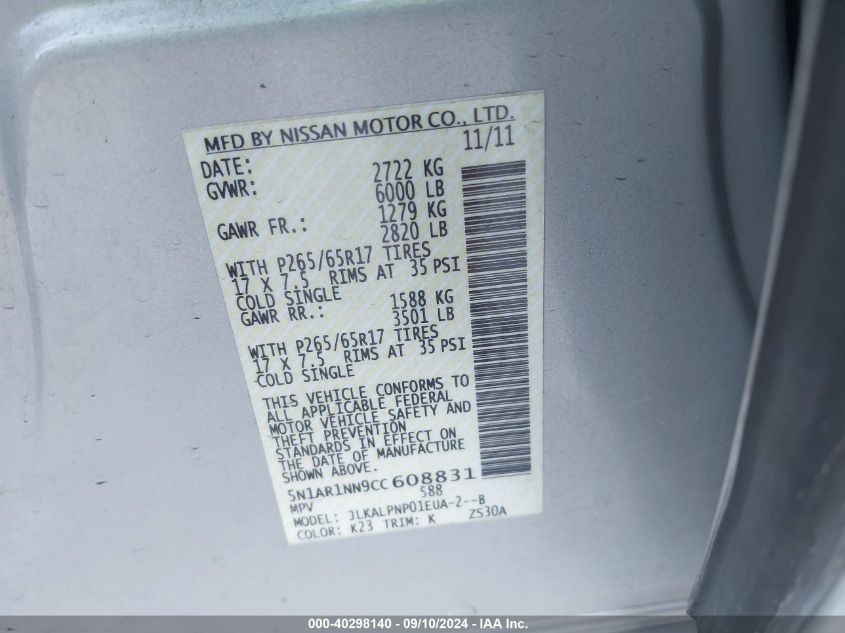 MFD BY NISSAN MOTOR CO., LTD.
DATE: 11/11
GVWR: 2722 KG
6000 LB
GAWR FR.: 1279 KG
2820 LB
WITH P265/65R17 TIRES
17 X 7.5 RIMS AT 35 PSI
COLD SINGLE
GAWR RR.: 1588 KG
3501 LB
WITH P265/65R17 TIRES
17 X 7.5 RIMS AT 35 PSI
COLD SINGLE
THIS VEHICLE CONFORMS TO
ALL APPLICABLE FEDERAL
MOTOR VEHICLE SAFETY AND
THEFT PREVENTION
STANDARDS IN EFFECT ON
THE DATE OF MANUFACTURE
SHOWN ABOVE.
5N1AR1NN9CC608831
MPV 588
MODEL: JLKALPNP01EUA-2--B
COLOR: K23 TRIM: K ZS30A
000-40298140 - 09/10/2024 - IAA Inc.